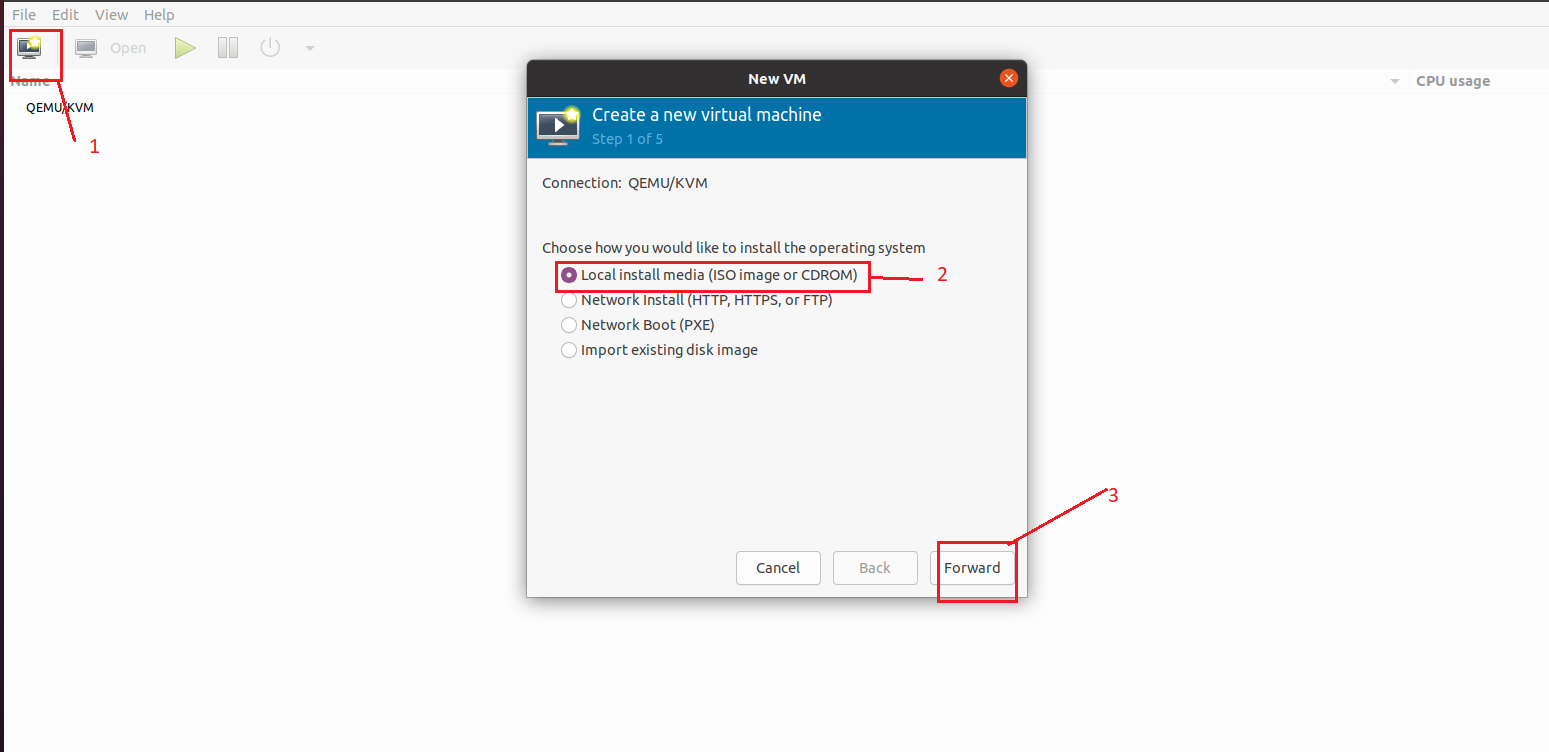 File Edit View Help
Open
Name CPU usage
QEMU/KVM
1
New VM
Create a new virtual machine
Step 1 of 5
Connection: QEMU/KVM
Choose how you would like to install the operating system
Local install media (ISO image or CDROM) 2
Network Install (HTTP, HTTPS, or FTP)
Network Boot (PXE)
Import existing disk image
3
Cancel Back Forward